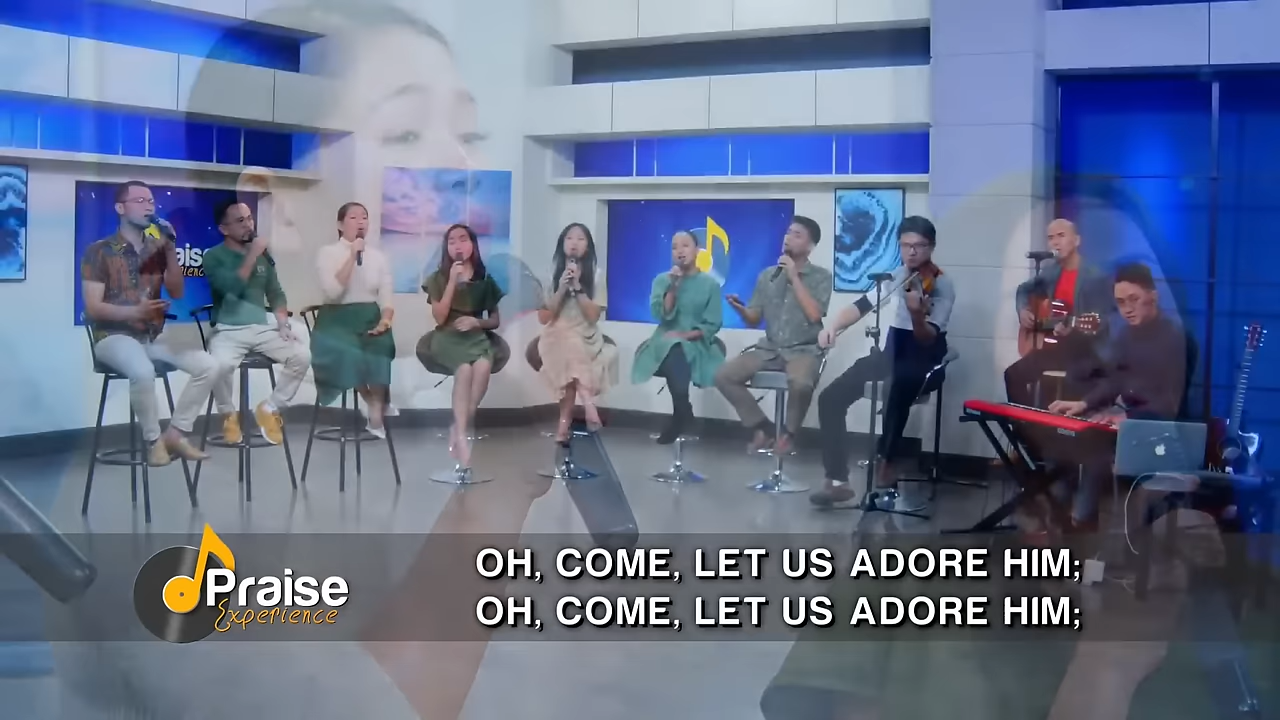 Praise
Experience
OH, COME, LET US ADORE HIM;
OH, COME, LET US ADORE HIM;